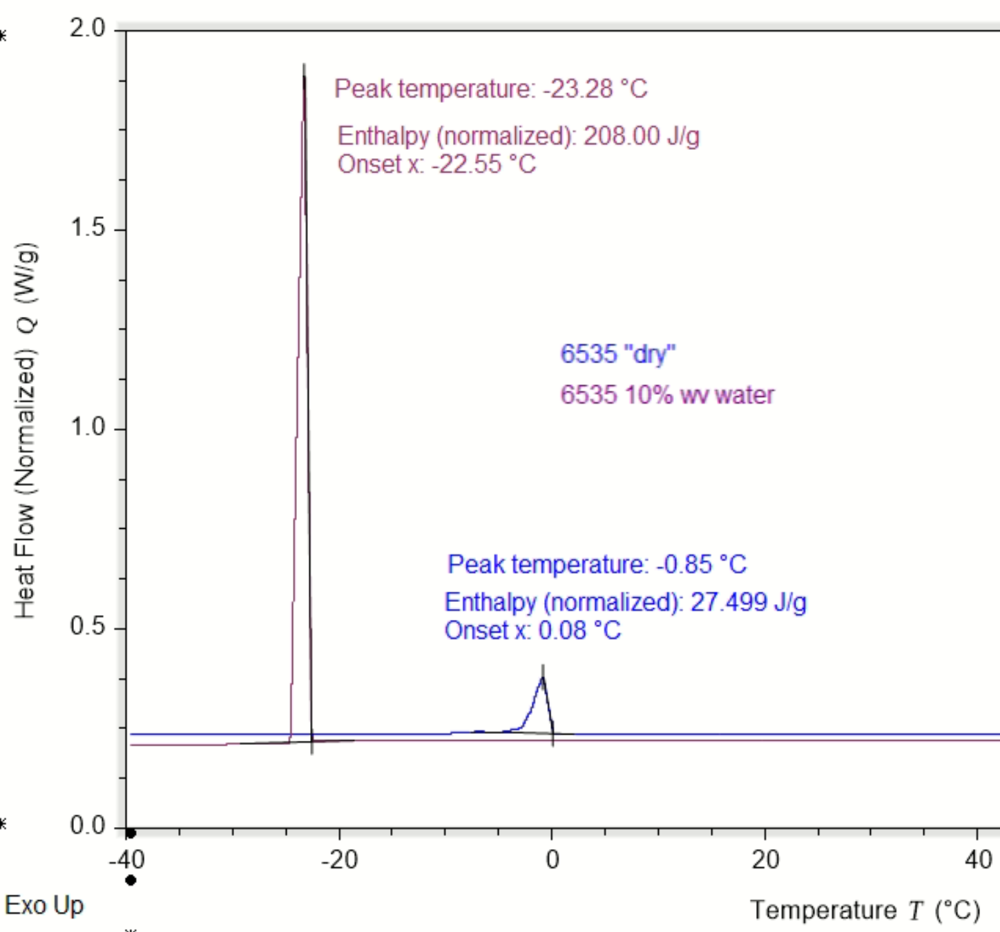 2.0
Peak temperature: -23.28 °C
Enthalpy (normalized): 208.00 J/g
Onset x: -22.55 °C
1.5
Heat Flow (Normalized) Q (W/g)
6535 "dry"
6535 10% wv water
1.0
Peak temperature: -0.85 °C
Enthalpy (normalized): 27.499 J/g
Onset x: 0.08 °C
0.5
0.0
-40 -20 0 20 40
Exo Up
Temperature T (°C)